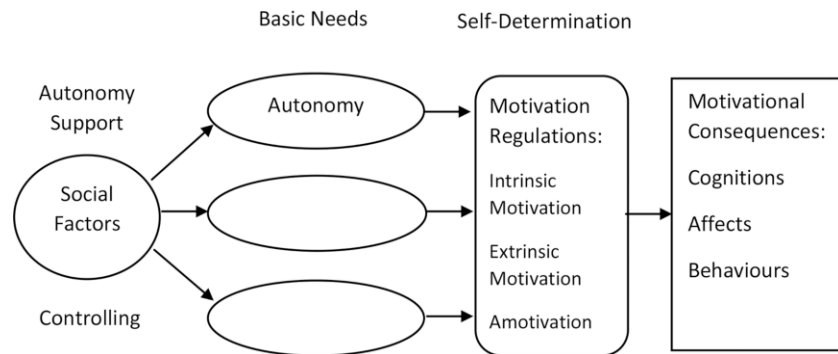 Basic Needs
Self-Determination
Autonomy
Support
Social
Factors
Controlling
Autonomy
Motivation
Regulations:
Intrinsic
Motivation
Extrinsic
Motivation
Amotivation
Motivational
Consequences:
Cognitions
Affects
Behaviours